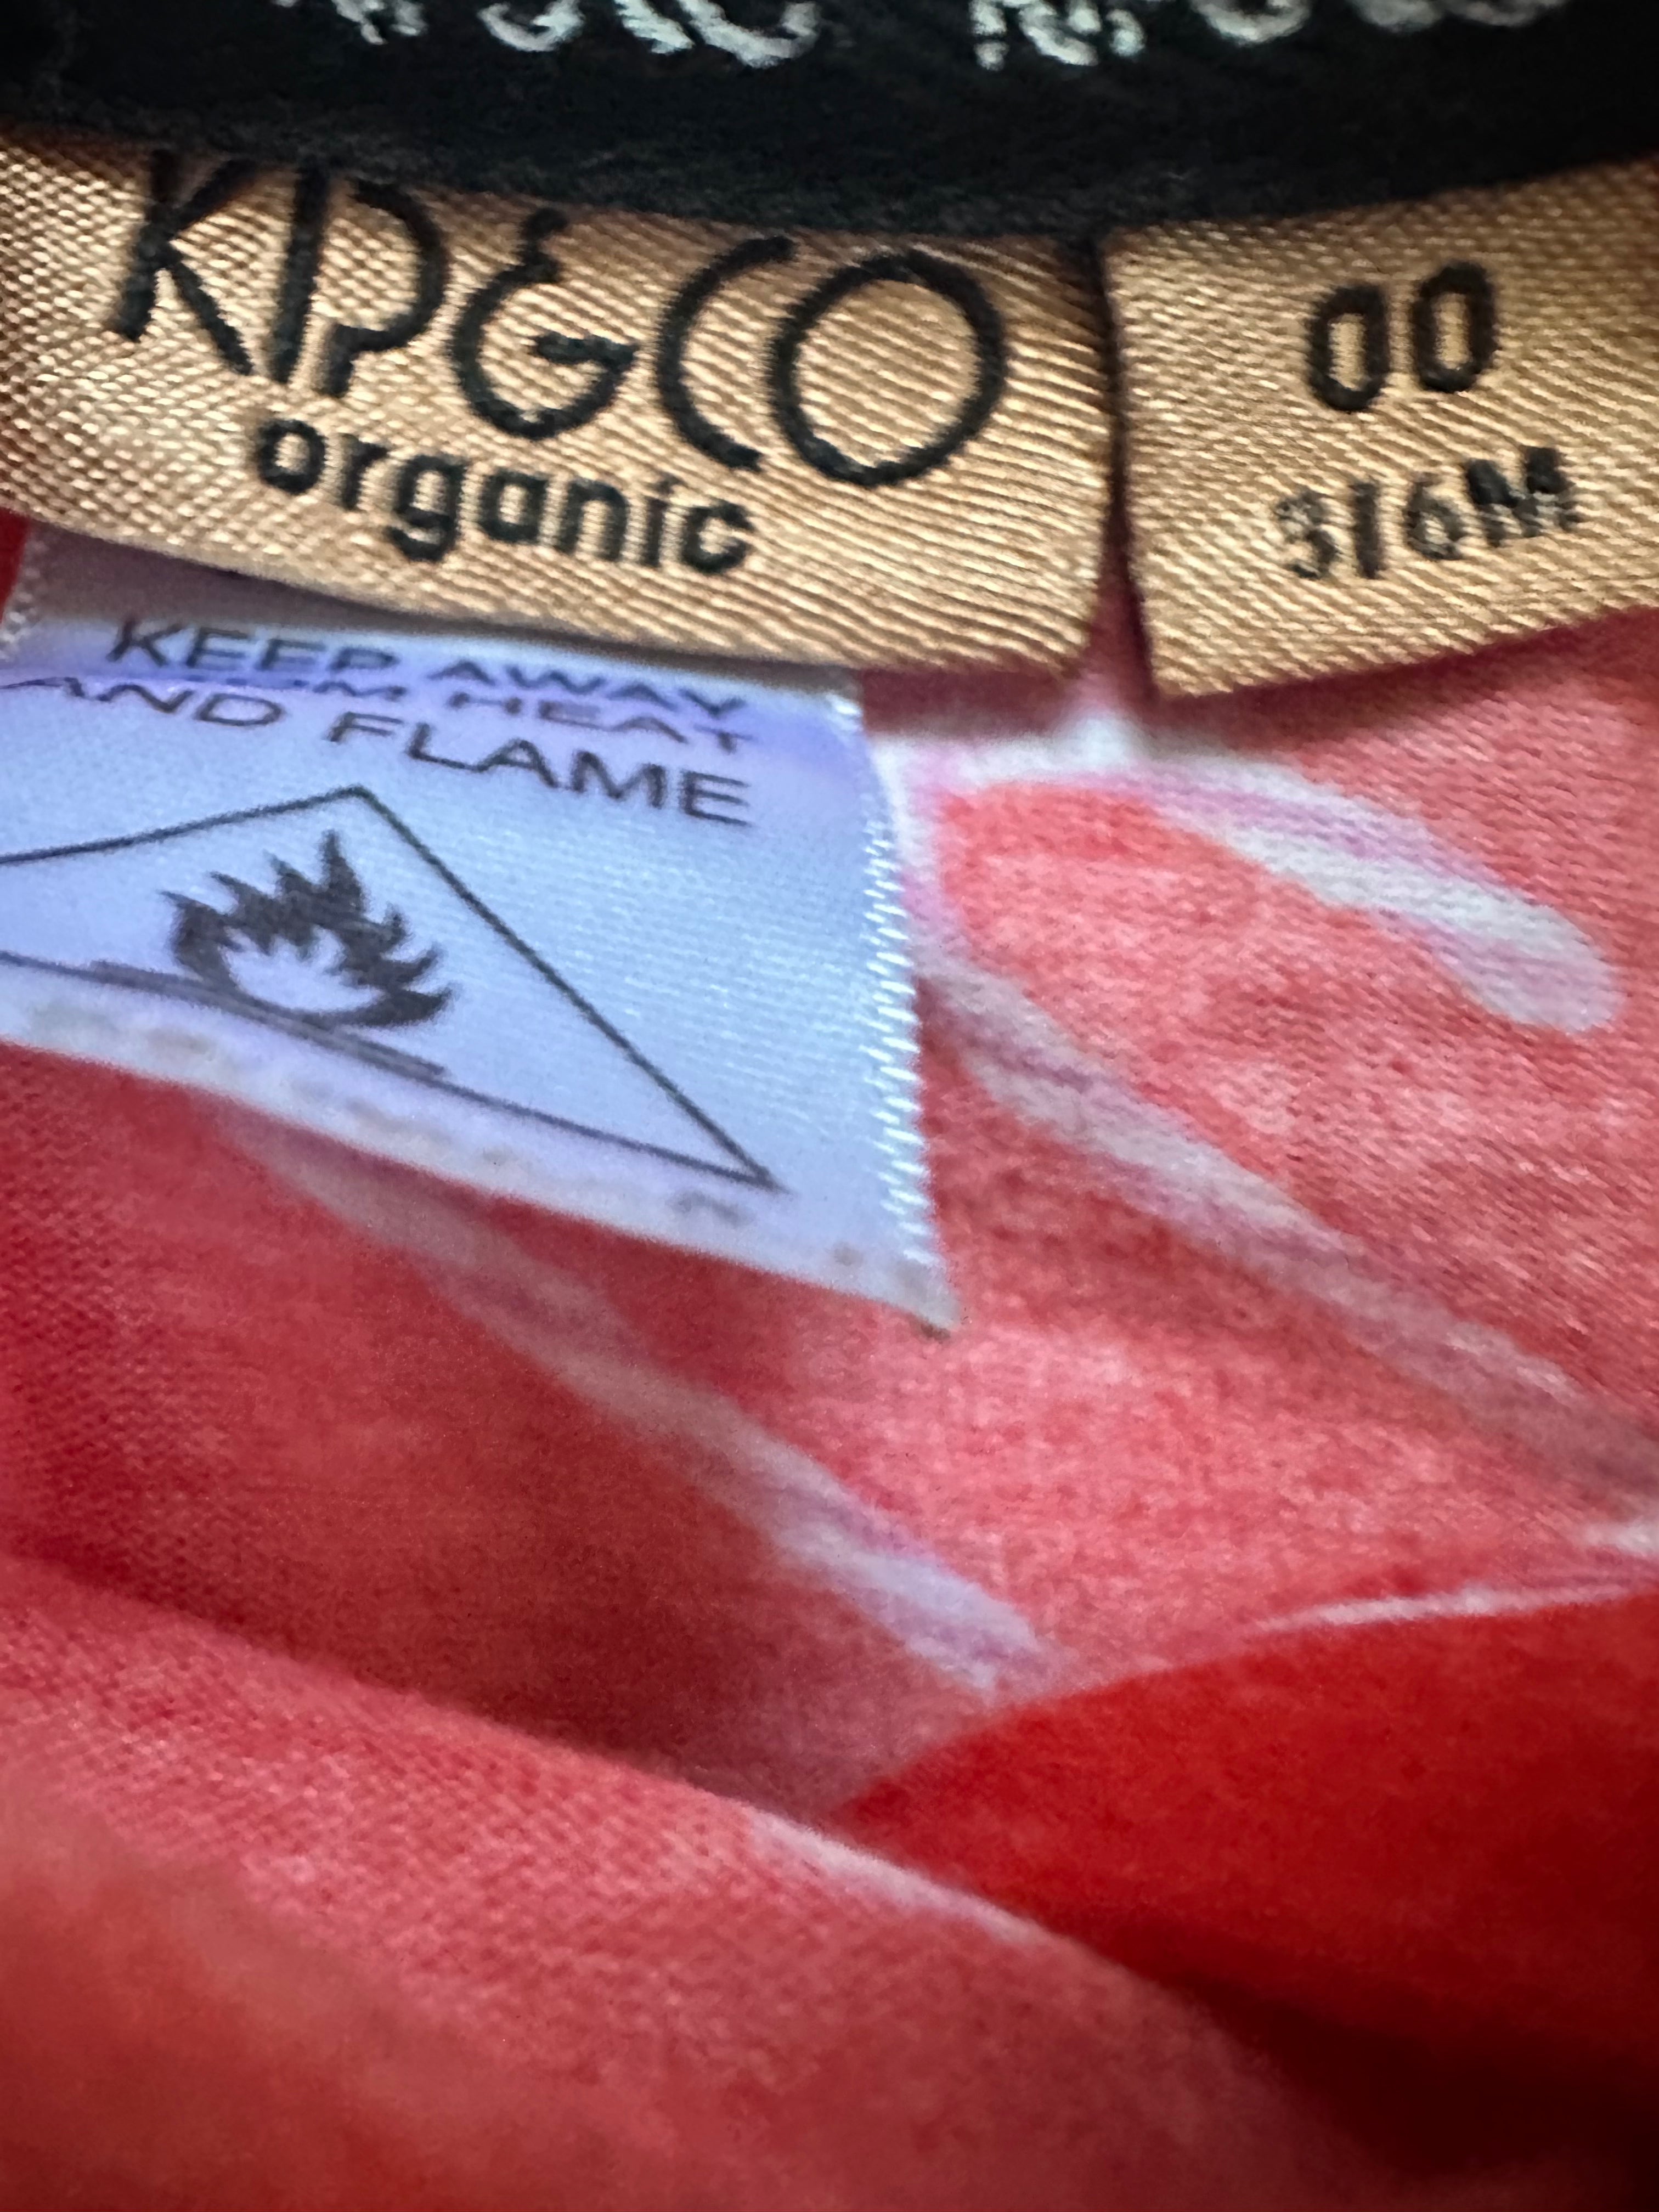 KIP&CO
organic
00
3/6M
KEEP AWAY
FROM HEAT
AND FLAME